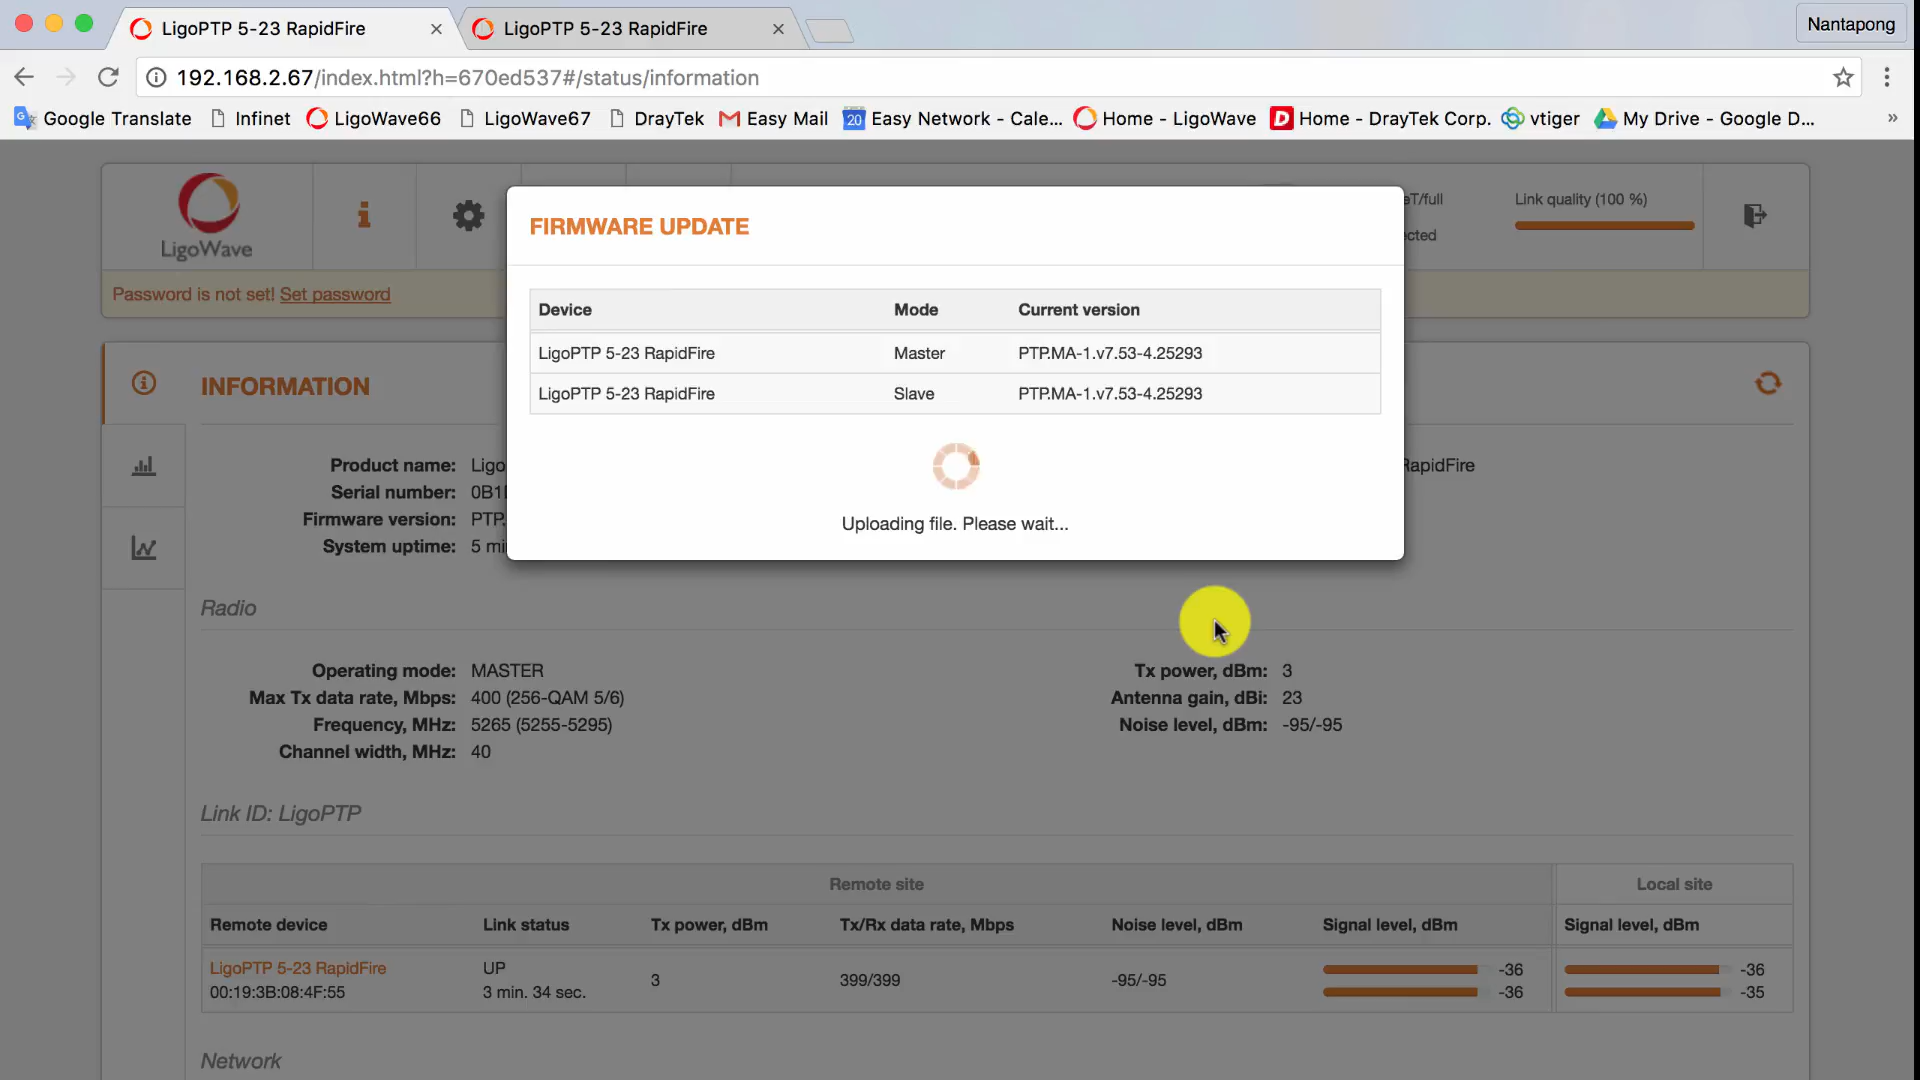 LigoPTP 5-23 RapidFire
LigoPTP 5-23 RapidFire
Nantapong
192.168.2.67/index.html?h=670ed537#/status/information
Google Translate Infinet LigoWave66 LigoWave67 DrayTek Easy Mail 20 Easy Network - Cale... Home - LigoWave D Home - DrayTek Corp. vtiger My Drive - Google D... »
LigoWave
eT/full
Link quality (100 %)
cted
Password is not set! Set password
FIRMWARE UPDATE
Device Mode Current version
LigoPTP 5-23 RapidFire Master PTP.MA-1.v7.53-4.25293
LigoPTP 5-23 RapidFire Slave PTP.MA-1.v7.53-4.25293
Uploading file. Please wait...
INFORMATION
Product name: Ligo RapidFire
Serial number: 0B1
Firmware version: PTP.
System uptime: 5 mi
Radio
Operating mode: MASTER Tx power, dBm: 3
Max Tx data rate, Mbps: 400 (256-QAM 5/6) Antenna gain, dBi: 23
Frequency, MHz: 5265 (5255-5295) Noise level, dBm: -95/-95
Channel width, MHz: 40
Link ID: LigoPTP
Remote site Local site
Remote device Link status Tx power, dBm Tx/Rx data rate, Mbps Noise level, dBm Signal level, dBm Signal level, dBm
LigoPTP 5-23 RapidFire UP 3 399/399 -95/-95 -36 -36
00:19:3B:08:4F:55 3 min. 34 sec. -36 -35
Network